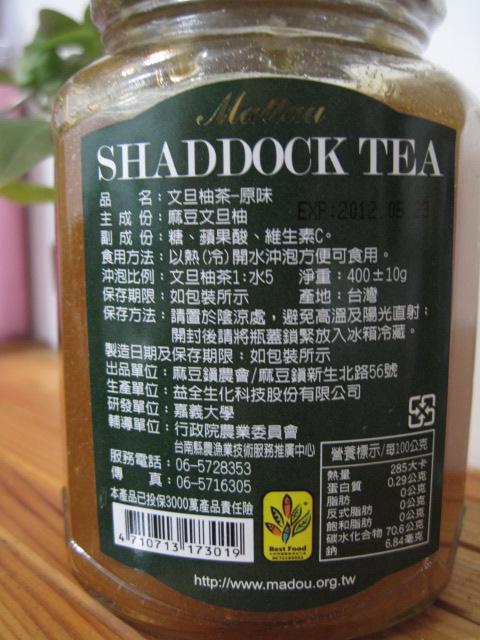 Madou
SHADDOCK TEA
品 名：文旦柚茶-原味
EXP:2012.05.23
主 成 份：麻豆文旦柚
副 成 份：糖、蘋果酸、維生素C。
食用方法：以熱(冷)開水沖泡方便可食用。
沖泡比例：文旦柚茶1:水5 淨重：400±10g
保存期限：如包裝所示 產地：台灣
保存方法：請置於陰涼處，避免高溫及陽光直射；
開封後請將瓶蓋鎖緊放入冰箱冷藏。
製造日期及保存期限：如包裝所示
出品單位：麻豆鎮農會/麻豆鎮新生北路56號
生產單位：益全生化科技股份有限公司
研發單位：嘉義大學
輔導單位：行政院農業委員會
台南縣農漁業技術服務推廣中心
服務電話：06-5728353
傳 真：06-5716305
本產品已投保3000萬產品責任險
營養標示/每100公克
熱量 285大卡
蛋白質 0.29公克
脂肪 0公克
反式脂肪 0公克
飽和脂肪 0公克
碳水化合物 70.6公克
鈉 6.84毫克
4 710713 173019
Best Food
http://www.madou.org.tw